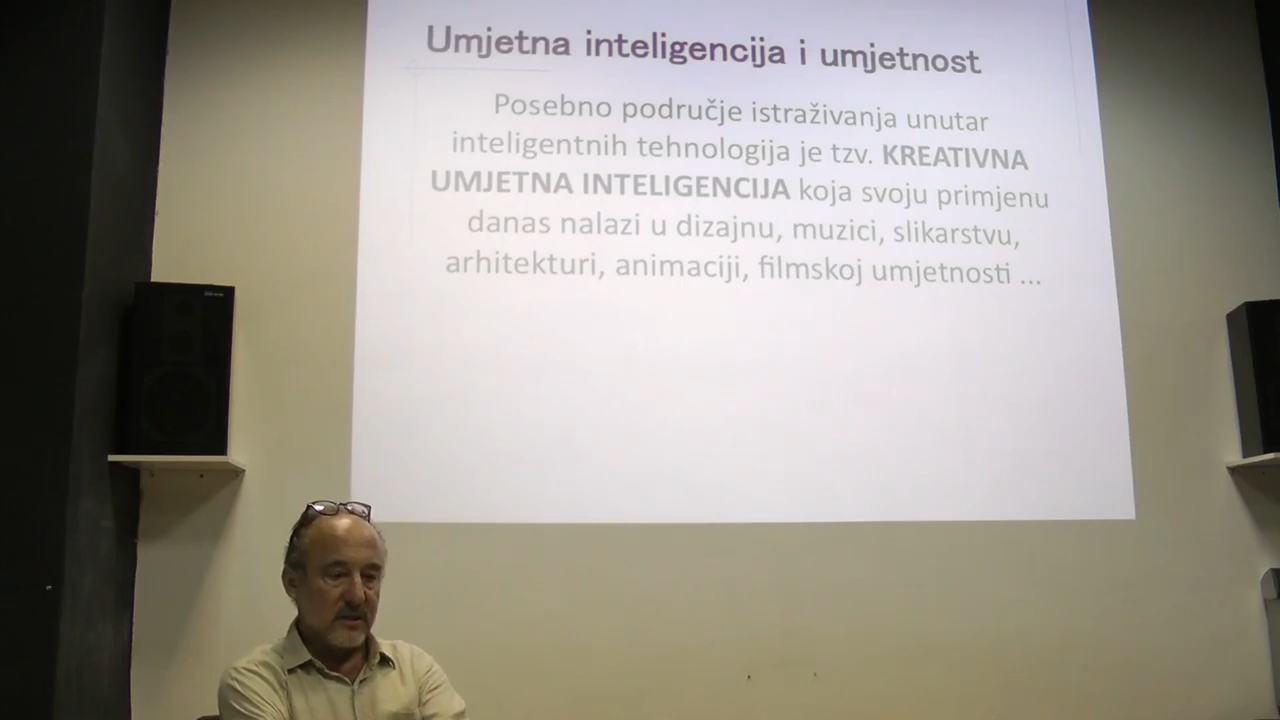 Umjetna inteligencija i umjetnost
Posebno područje istraživanja unutar
inteligentnih tehnologija je tzv. KREATIVNA
UMJETNA INTELIGENCIJA koja svoju primjenu
danas nalazi u dizajnu, muzici, slikarstvu,
arhitekturi, animaciji, filmskoj umjetnosti ...